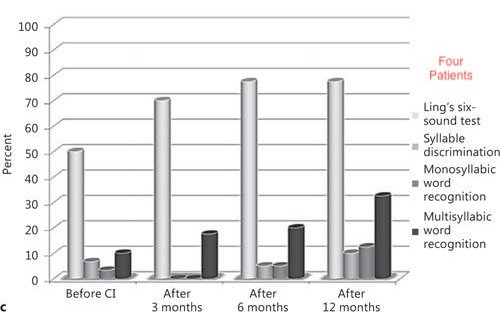 100
90
80
70
60
50
40
30
20
10
0
Percent
Before CI
After
3 months
After
6 months
After
12 months
Four
Patients
Ling's six-
sound test
Syllable
discrimination
Monosyllabic
word
recognition
Multisyllabic
word
recognition
c